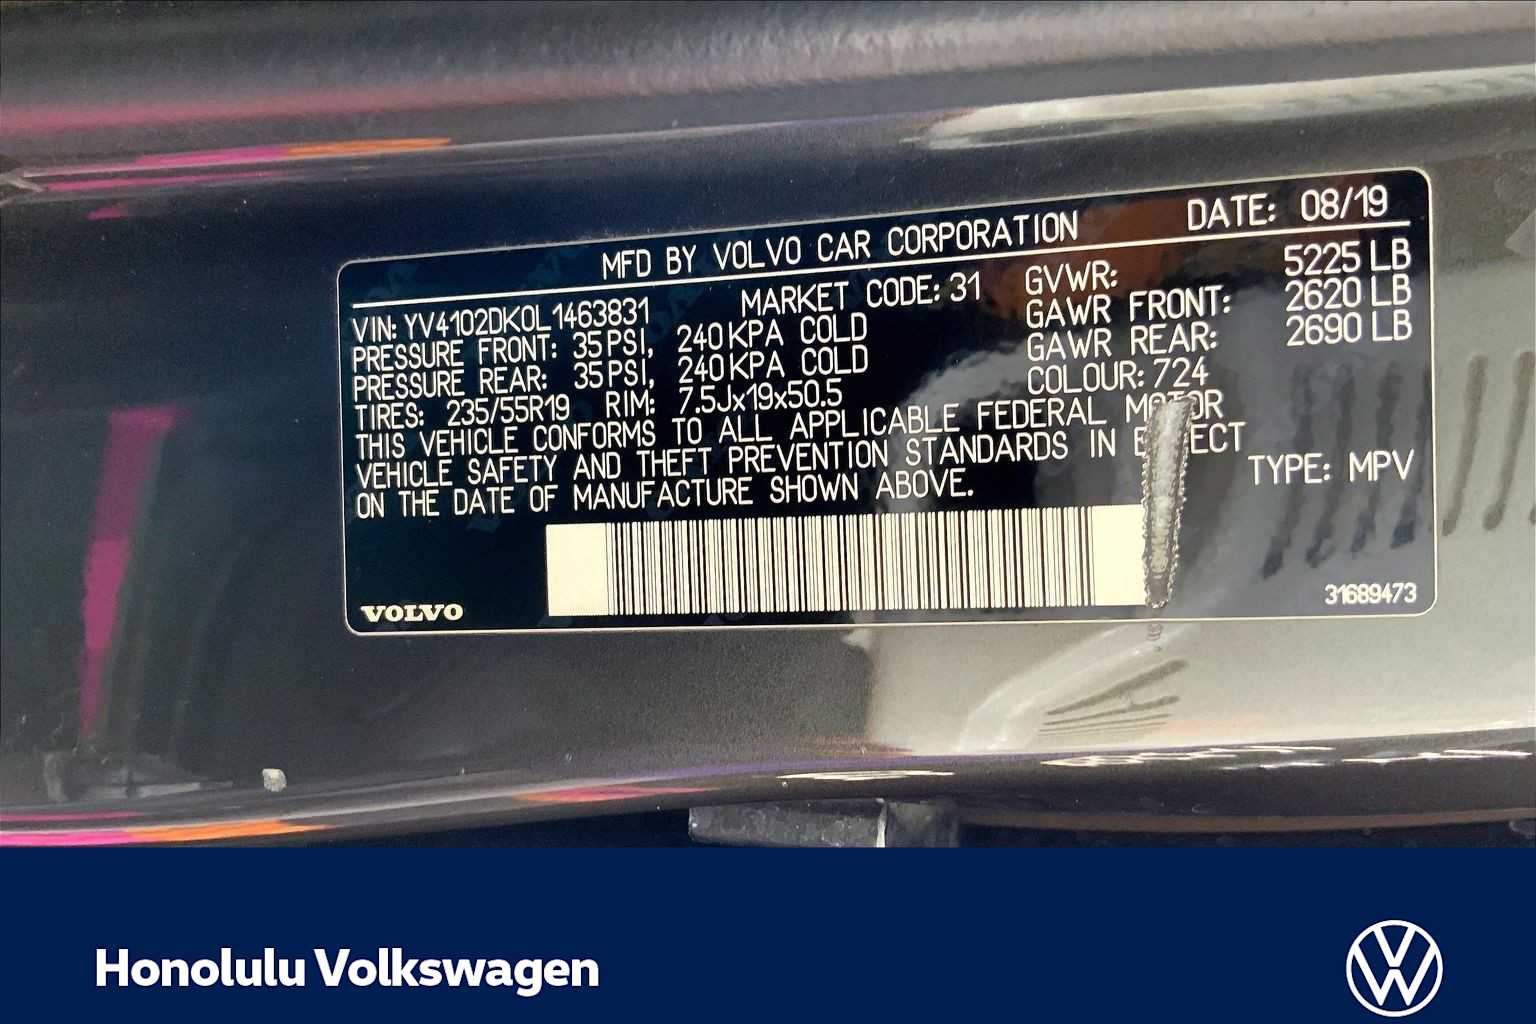 MFD BY VOLVO CAR CORPORATION DATE: 08/19
VIN: YV4102DK0L1463831 MARKET CODE: 31 GVWR: 5225 LB
PRESSURE FRONT: 35 PSI, 240 KPA COLD GAWR FRONT: 2620 LB
PRESSURE REAR: 35 PSI, 240 KPA COLD GAWR REAR: 2690 LB
TIRES: 235/55R19 RIM: 7.5Jx19x50.5 COLOUR: 724
THIS VEHICLE CONFORMS TO ALL APPLICABLE FEDERAL MOTOR
VEHICLE SAFETY AND THEFT PREVENTION STANDARDS IN EFFECT
ON THE DATE OF MANUFACTURE SHOWN ABOVE. TYPE: MPV
VOLVO 31689473
Honolulu Volkswagen